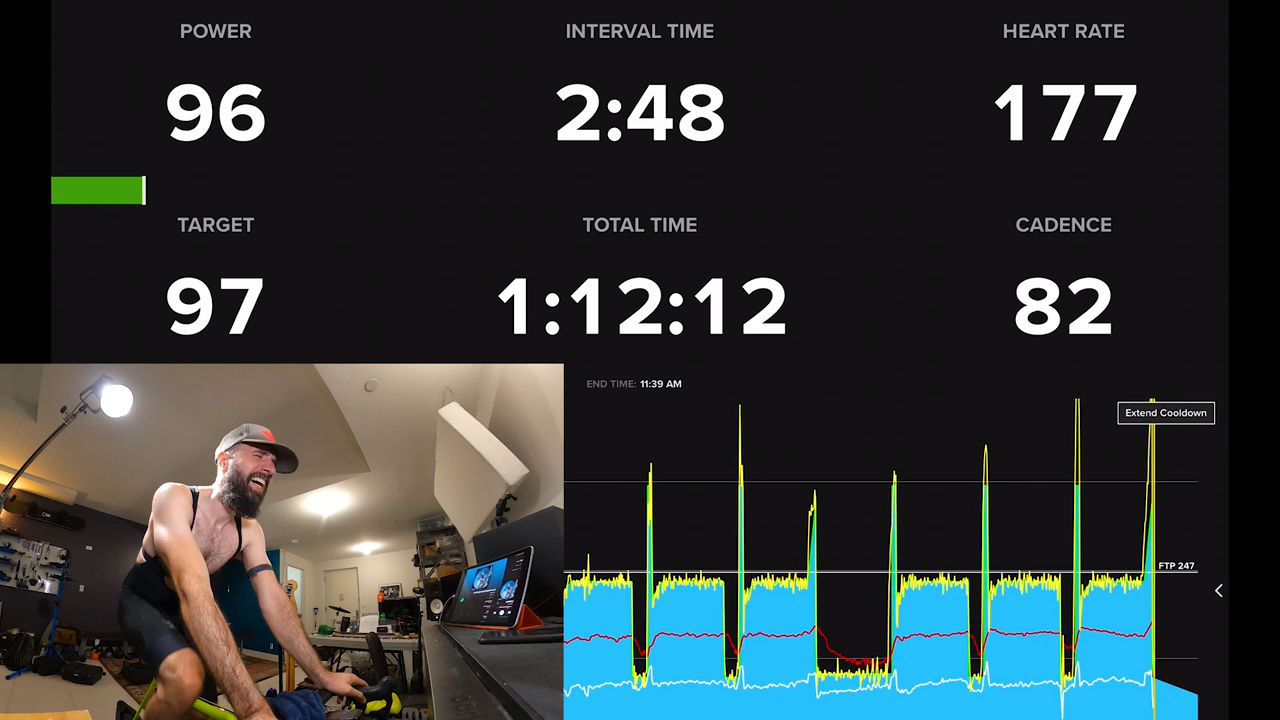 POWER
INTERVAL TIME
HEART RATE
96
2:48
177
TARGET
TOTAL TIME
CADENCE
97
1:12:12
82
END TIME: 11:39 AM
Extend Cooldown
FTP 247